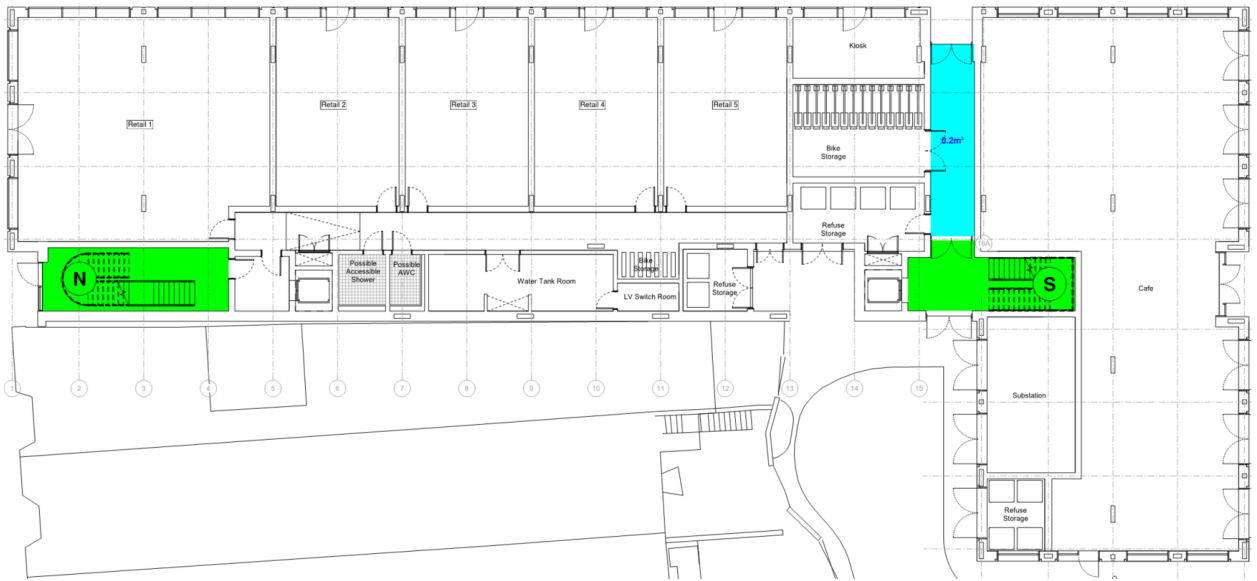 Kiosk
Retail 1
Retail 2
Retail 3
Retail 4
Retail 5
Bike
Storage
0.2m²
Refuse
Storage
16A
N
Possible
Accessible
Shower
Possible
AWC
Water Tank Room
Bike
Storage
LV Switch Room
Refuse
Storage
S
Cafe
1
2
3
4
5
6
7
8
9
10
11
12
13
14
15
Substation
Refuse
Storage